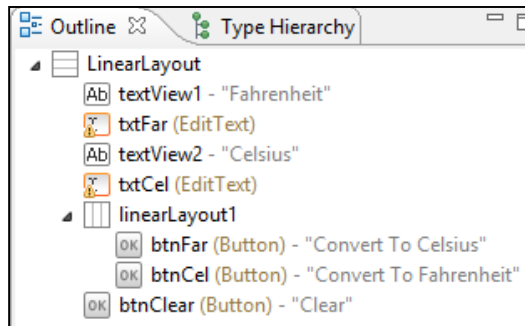 Outline Type Hierarchy
LinearLayout
Ab textView1 - "Fahrenheit"
txtFar (EditText)
Ab textView2 - "Celsius"
txtCel (EditText)
linearLayout1
OK btnFar (Button) - "Convert To Celsius"
OK btnCel (Button) - "Convert To Fahrenheit"
OK btnClear (Button) - "Clear"